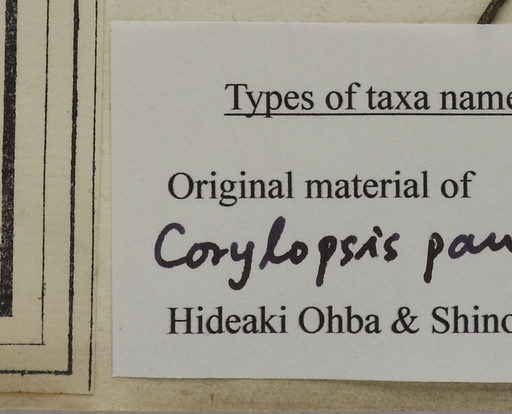 Types of taxa name
Original material of
Corylopsis pau
Hideaki Ohba & Shino